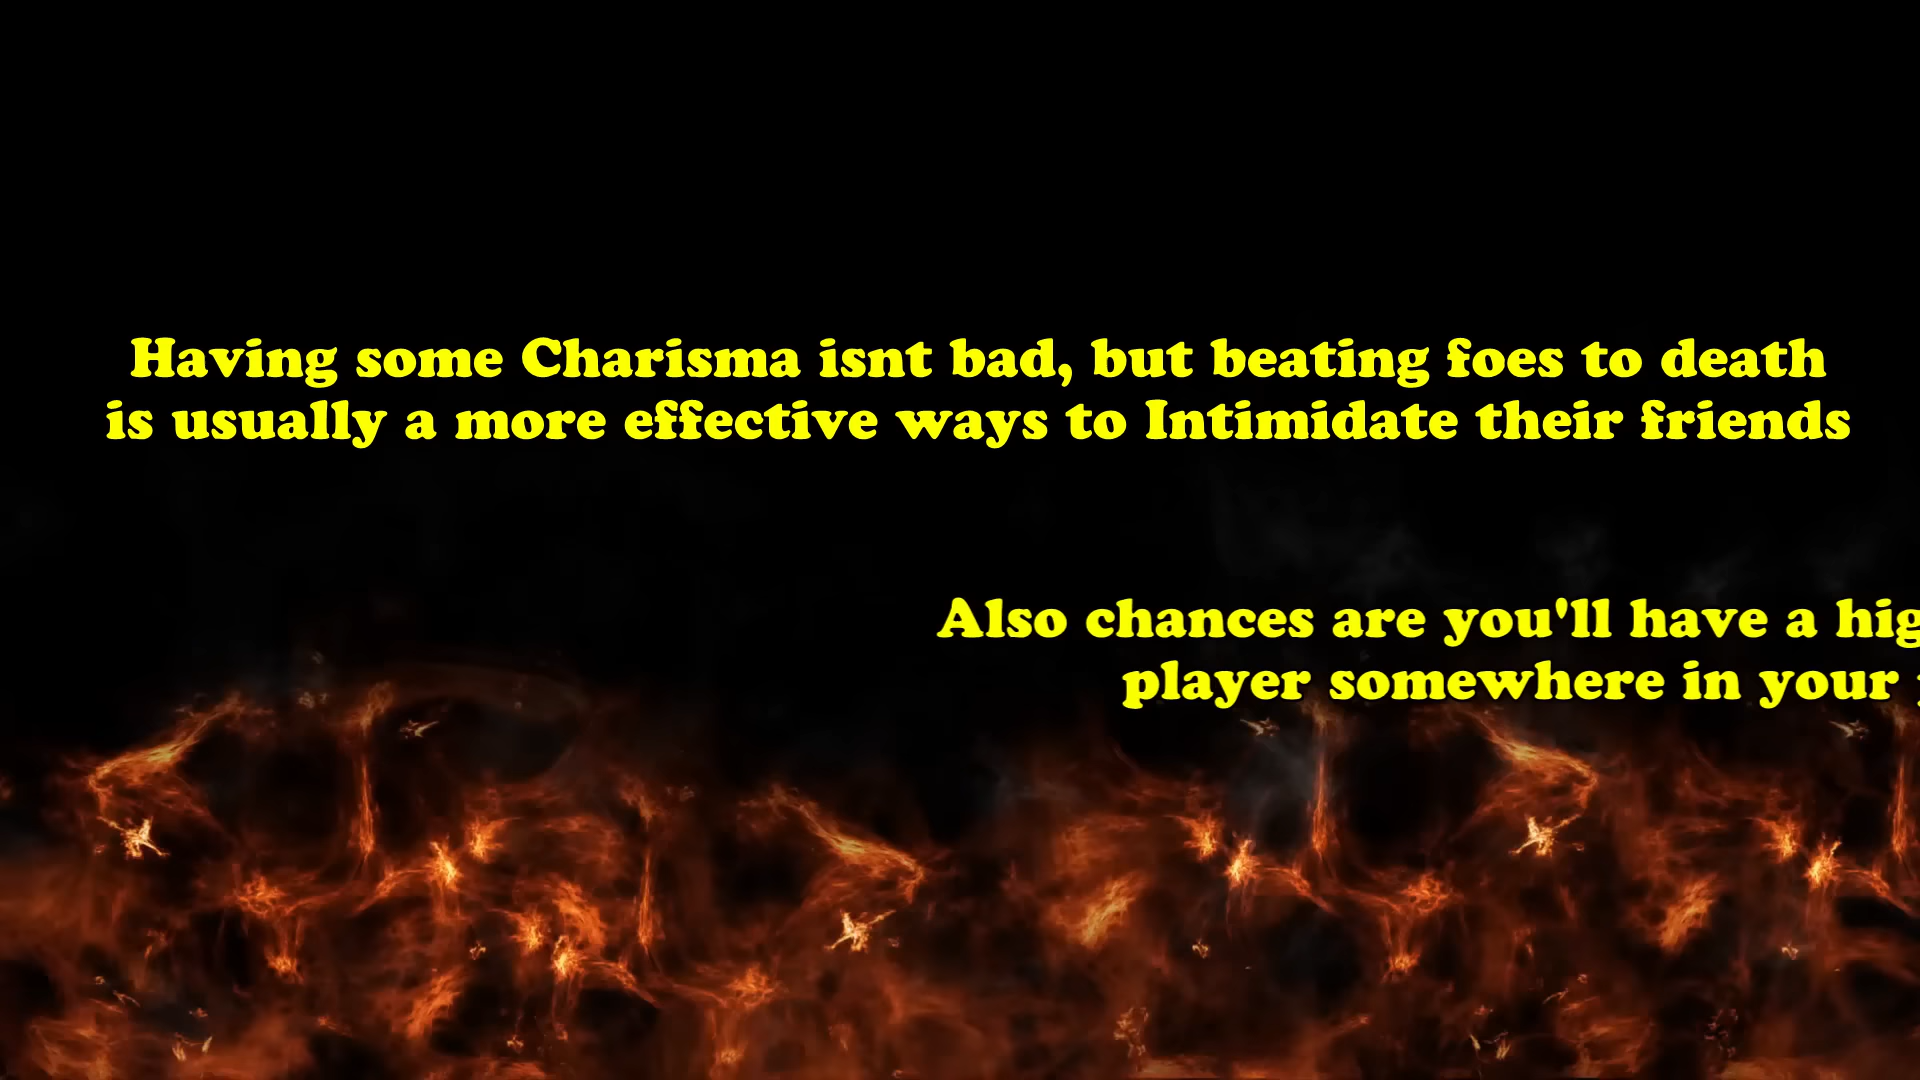 Having some Charisma isnt bad, but beating foes to death
is usually a more effective ways to Intimidate their friends
Also chances are you'll have a
player somewhere in your